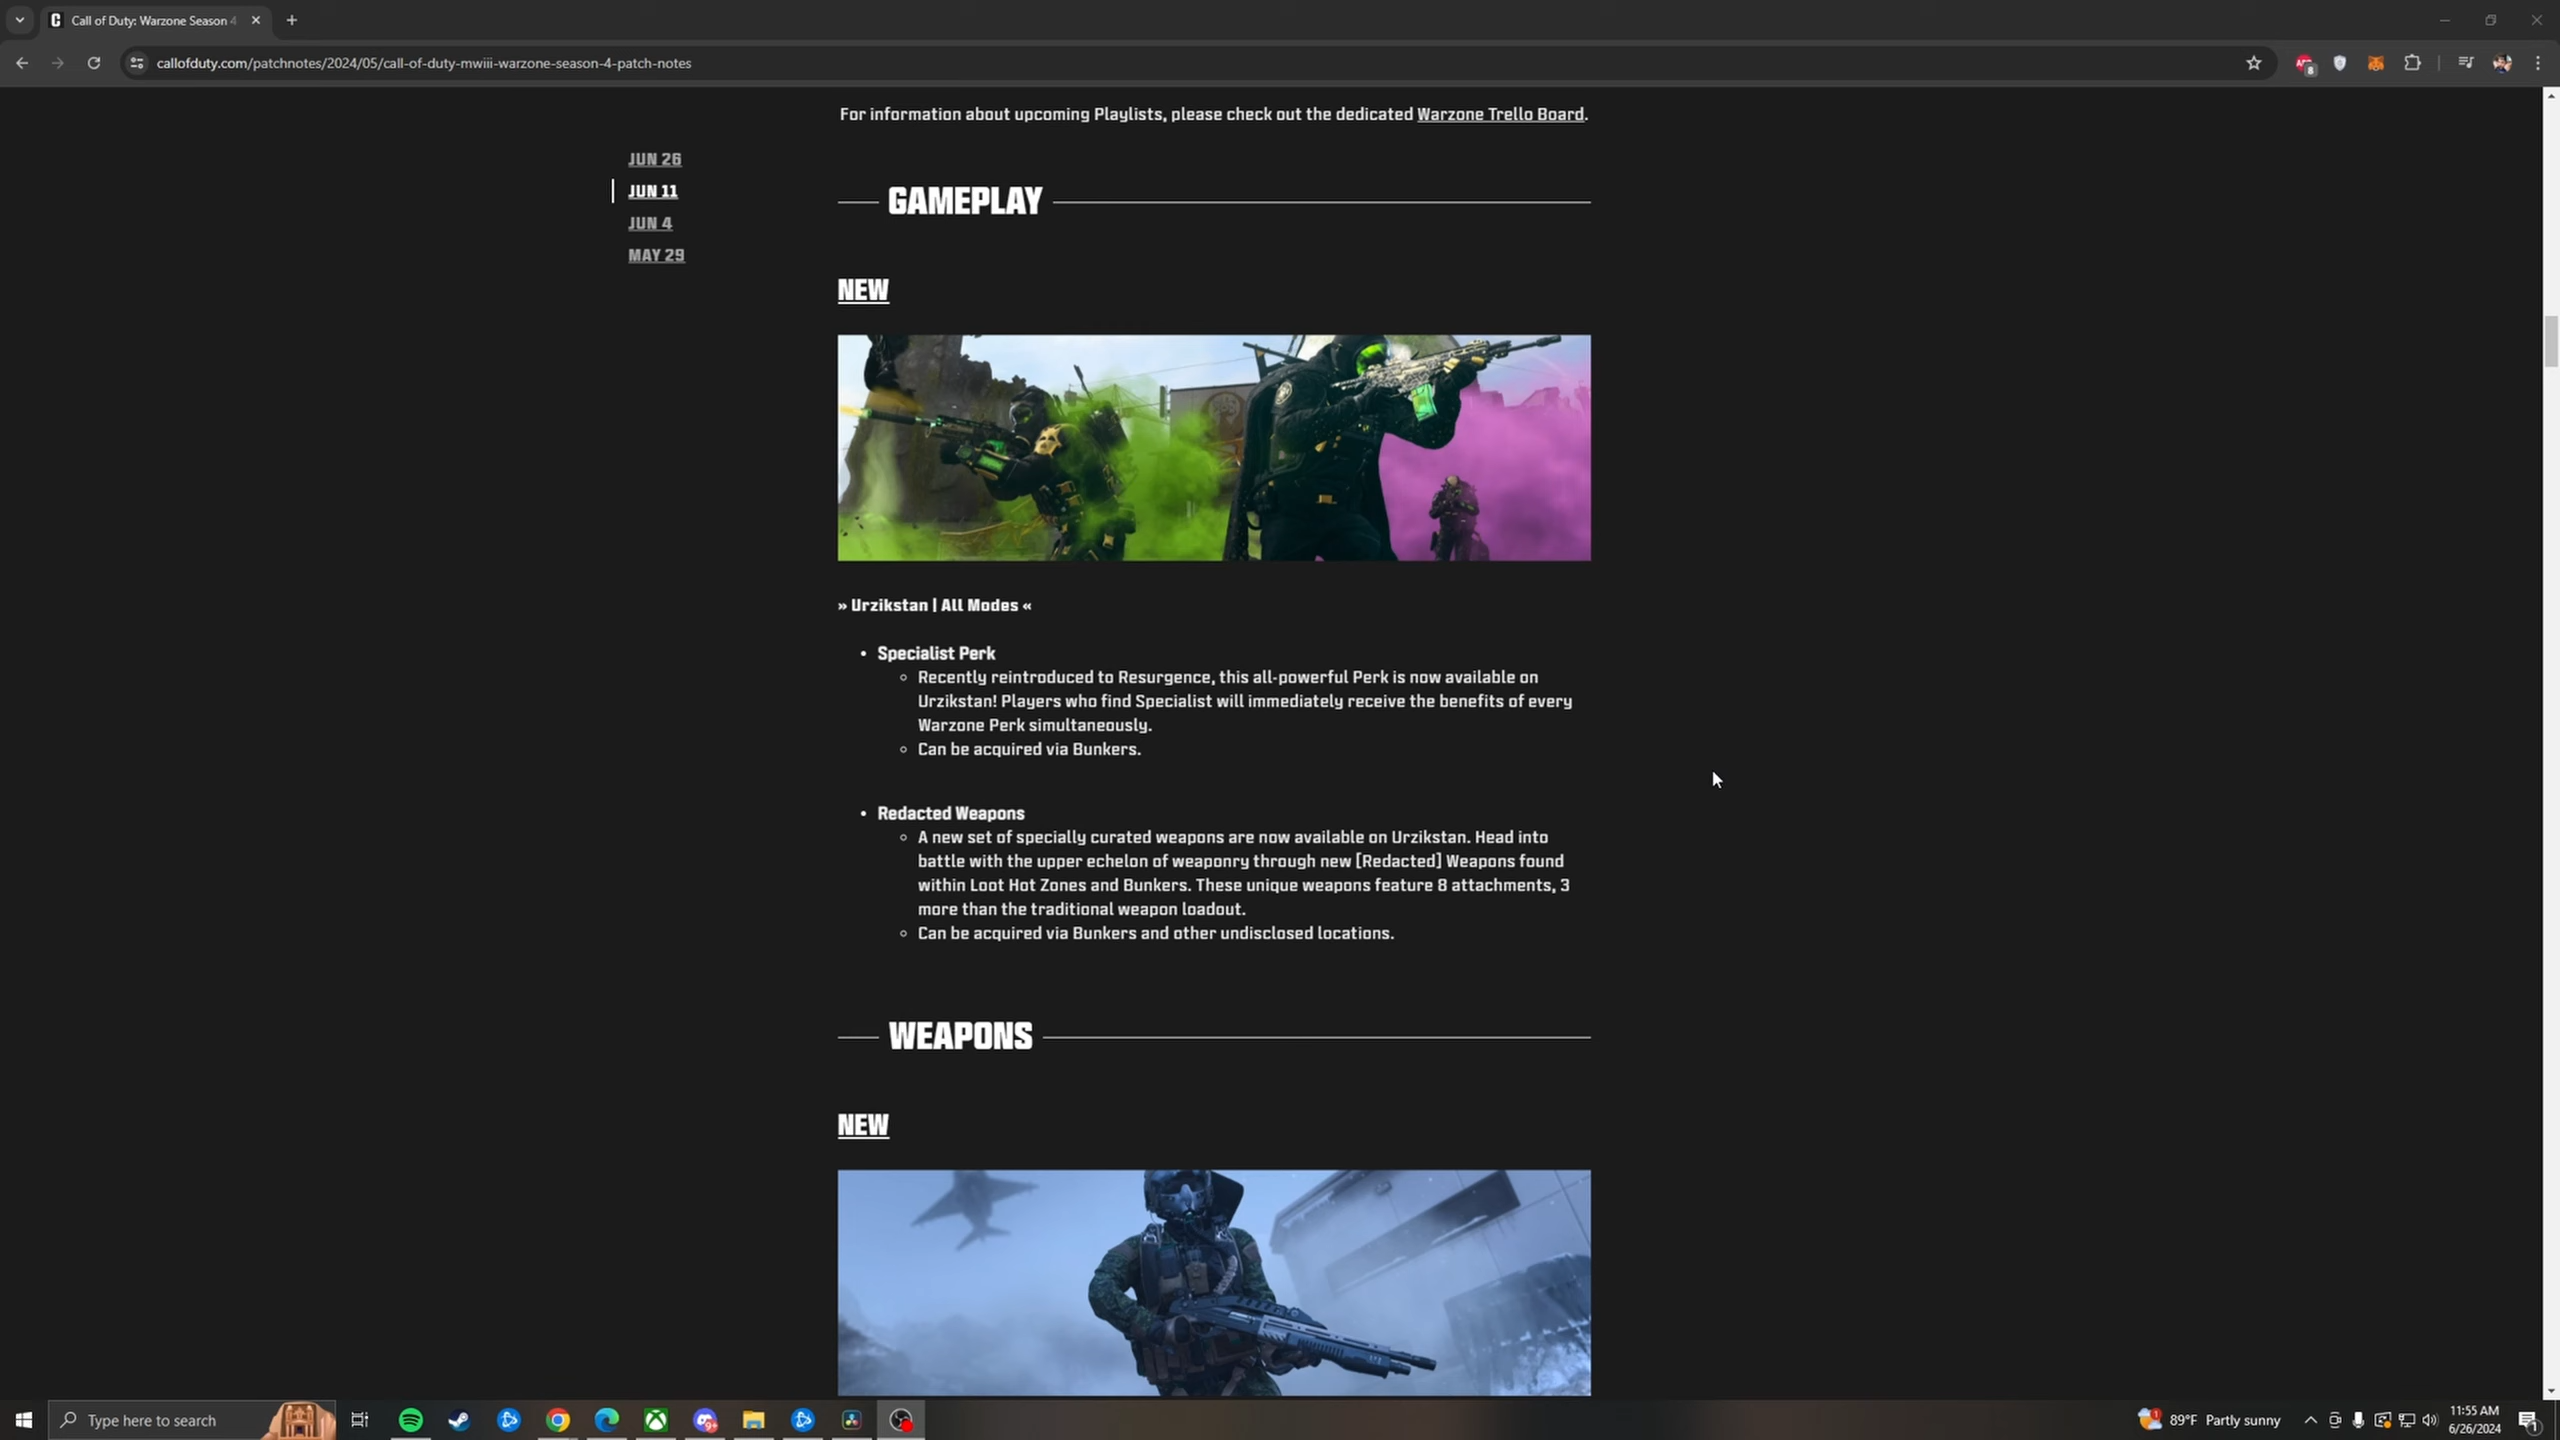 Call of Duty: Warzone Season 4
callofduty.com/patchnotes/2024/05/call-of-duty-mwiii-warzone-season-4-patch-notes
8
For information about upcoming Playlists, please check out the dedicated Warzone Trello Board.
JUN 26
JUN 11
JUN 4
MAY 29
GAMEPLAY
NEW
» Urzikstan | All Modes «
• Specialist Perk
Recently reintroduced to Resurgence, this all-powerful Perk is now available on
Urzikstan! Players who find Specialist will immediately receive the benefits of every
Warzone Perk simultaneously.
Can be acquired via Bunkers.
• Redacted Weapons
A new set of specially curated weapons are now available on Urzikstan. Head into
battle with the upper echelon of weaponry through new [Redacted] Weapons found
within Loot Hot Zones and Bunkers. These unique weapons feature 8 attachments, 3
more than the traditional weapon loadout.
Can be acquired via Bunkers and other undisclosed locations.
WEAPONS
NEW
Type here to search
89°F Partly sunny
11:55 AM
6/26/2024